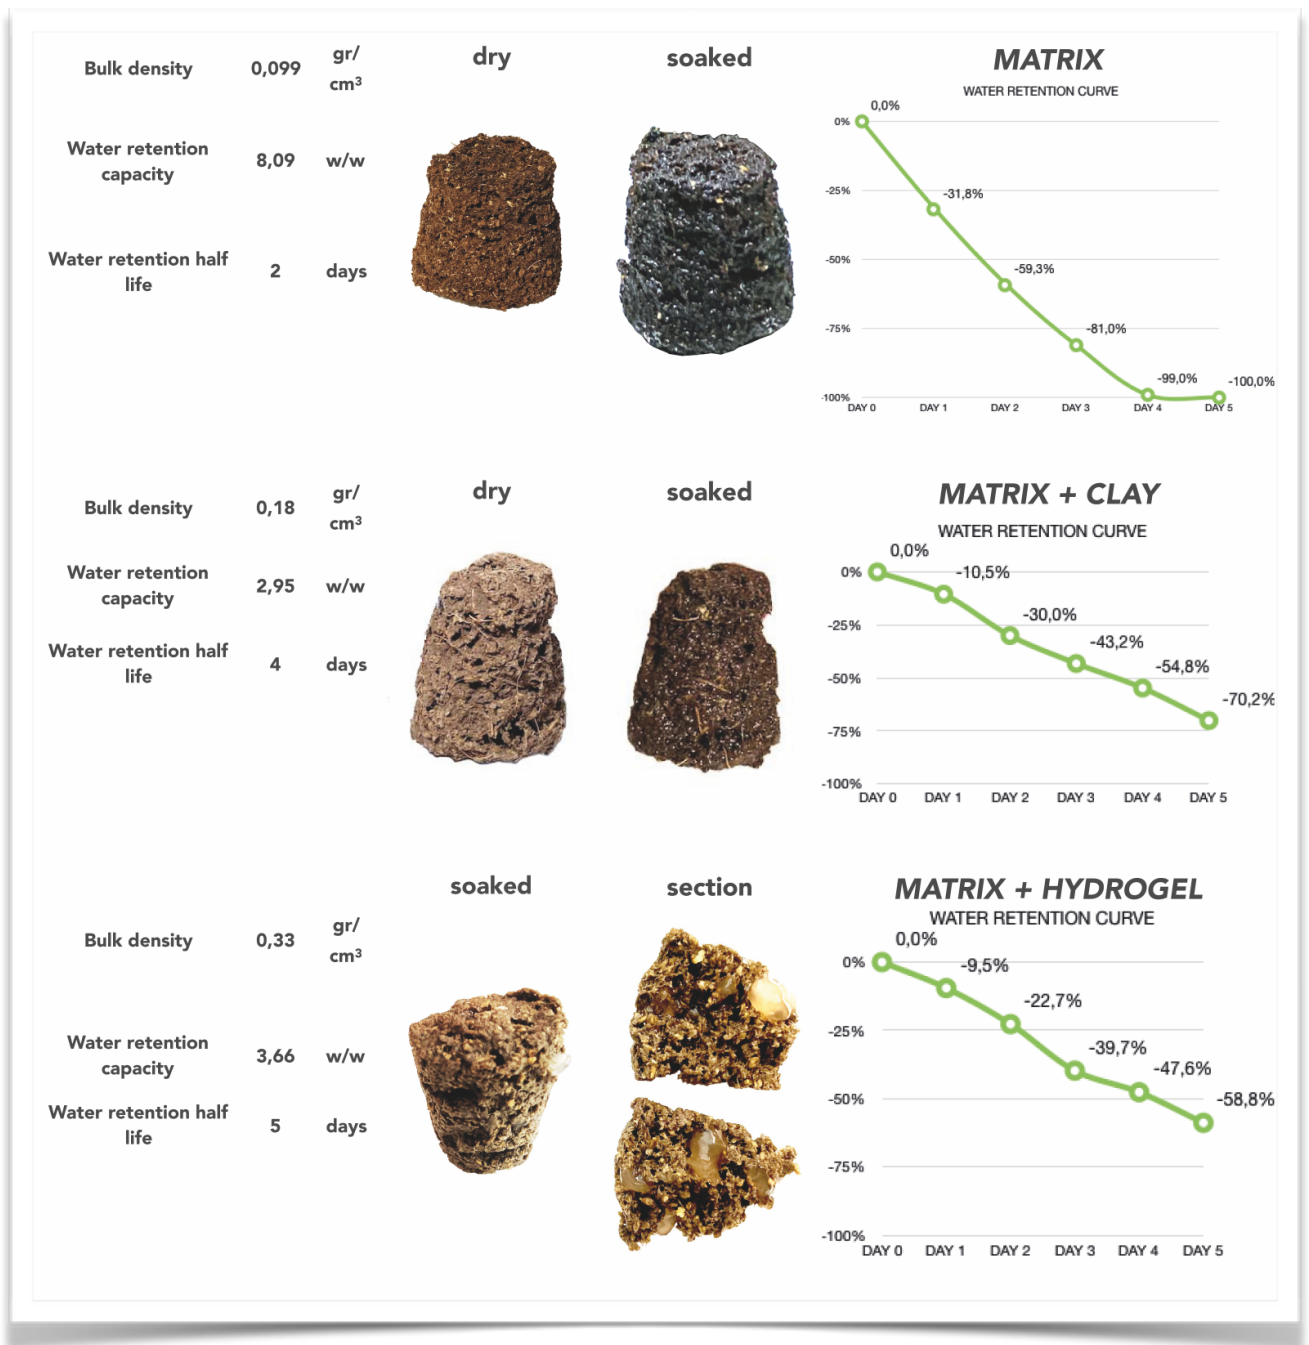 Bulk density 0,099 gr/
cm³
Water retention
capacity 8,09 w/w
Water retention half
life 2 days
dry
soaked
MATRIX
WATER RETENTION CURVE
0,0%
0%
-31,8%
-25%
-59,3%
-50%
-81,0%
-75%
-99,0%
-100,0%
-100%
DAY 0 DAY 1 DAY 2 DAY 3 DAY 4 DAY 5
Bulk density 0,18 gr/
cm³
Water retention
capacity 2,95 w/w
Water retention half
life 4 days
dry
soaked
MATRIX + CLAY
WATER RETENTION CURVE
0,0%
0%
-10,5%
-30,0%
-25%
-43,2%
-54,8%
-50%
-70,2%
-75%
-100%
DAY 0 DAY 1 DAY 2 DAY 3 DAY 4 DAY 5
Bulk density 0,33 gr/
cm³
Water retention
capacity 3,66 w/w
Water retention half
life 5 days
soaked
section
MATRIX + HYDROGEL
WATER RETENTION CURVE
0,0%
0%
-9,5%
-22,7%
-25%
-39,7%
-47,6%
-50%
-58,8%
-75%
-100%
DAY 0 DAY 1 DAY 2 DAY 3 DAY 4 DAY 5